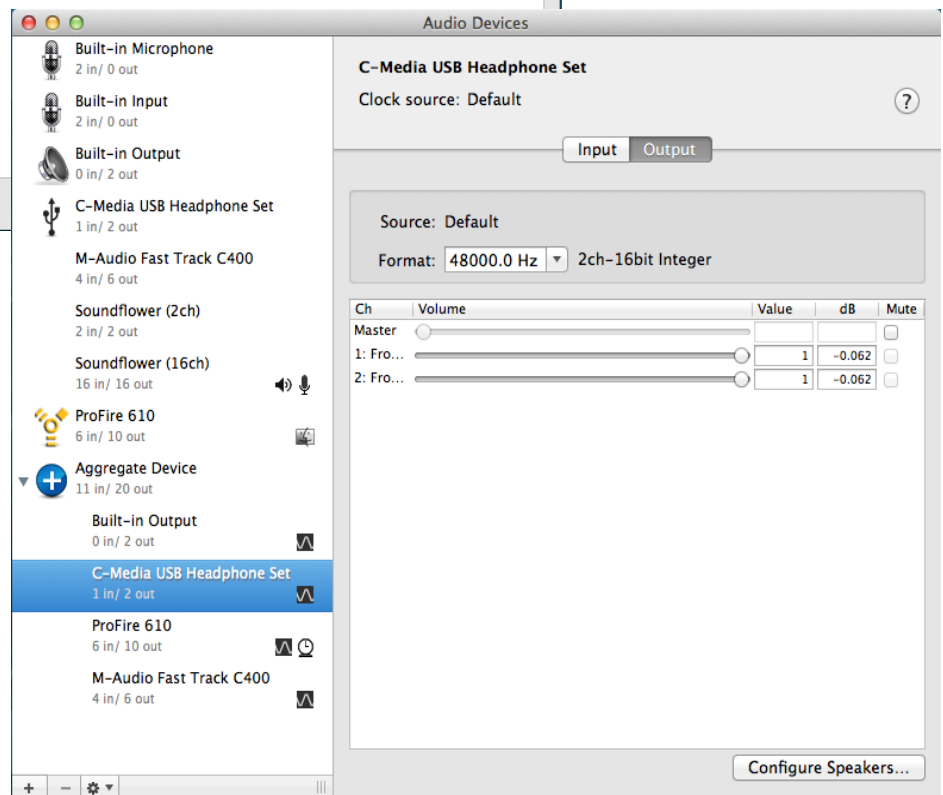 Audio Devices
Built-in Microphone
2 in/ 0 out
Built-in Input
2 in/ 0 out
Built-in Output
0 in/ 2 out
C-Media USB Headphone Set
1 in/ 2 out
M-Audio Fast Track C400
4 in/ 6 out
Soundflower (2ch)
2 in/ 2 out
Soundflower (16ch)
16 in/ 16 out
ProFire 610
6 in/ 10 out
Aggregate Device
11 in/ 20 out
Built-in Output
0 in/ 2 out
C-Media USB Headphone Set
1 in/ 2 out
ProFire 610
6 in/ 10 out
M-Audio Fast Track C400
4 in/ 6 out
+ −
C-Media USB Headphone Set
Clock source: Default
?
Input Output
Source: Default
Format: 48000.0 Hz 2ch-16bit Integer
Ch Volume Value dB Mute
Master
1: Fro... 1 -0.062
2: Fro... 1 -0.062
Configure Speakers...